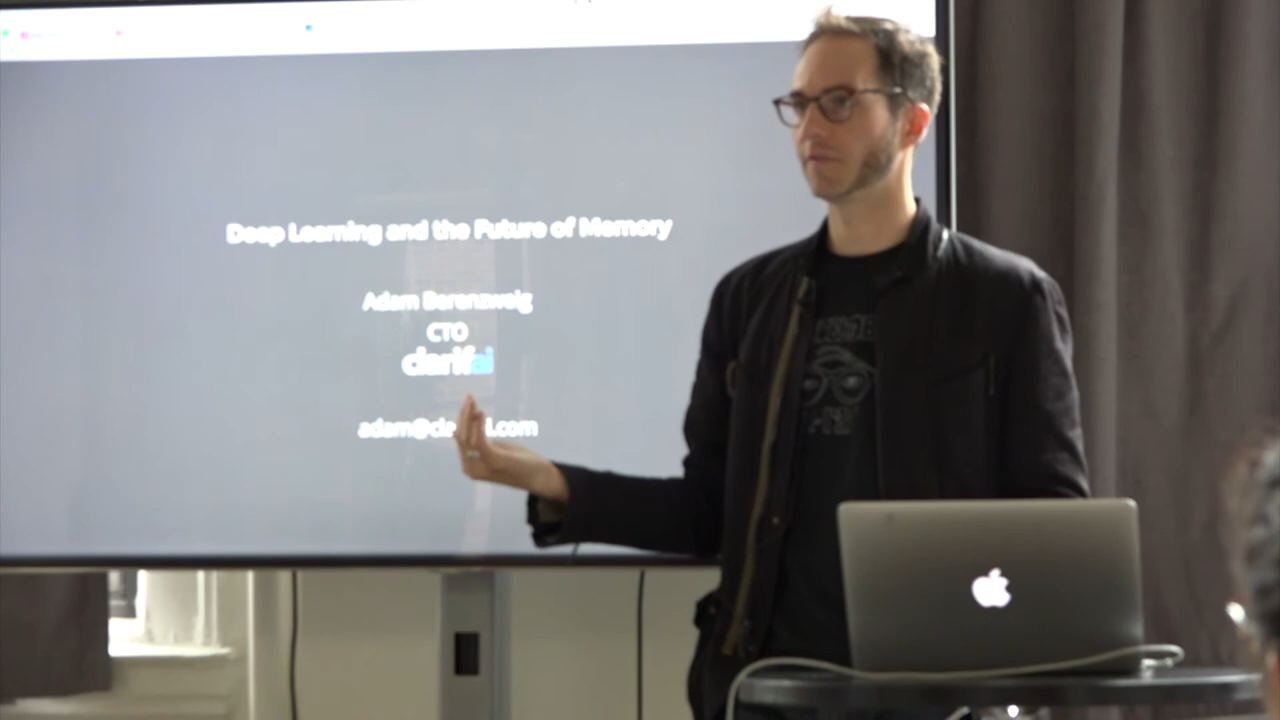 Deep Learning and the Future of Memory
Adam Berenzweig
CTO
clarifai